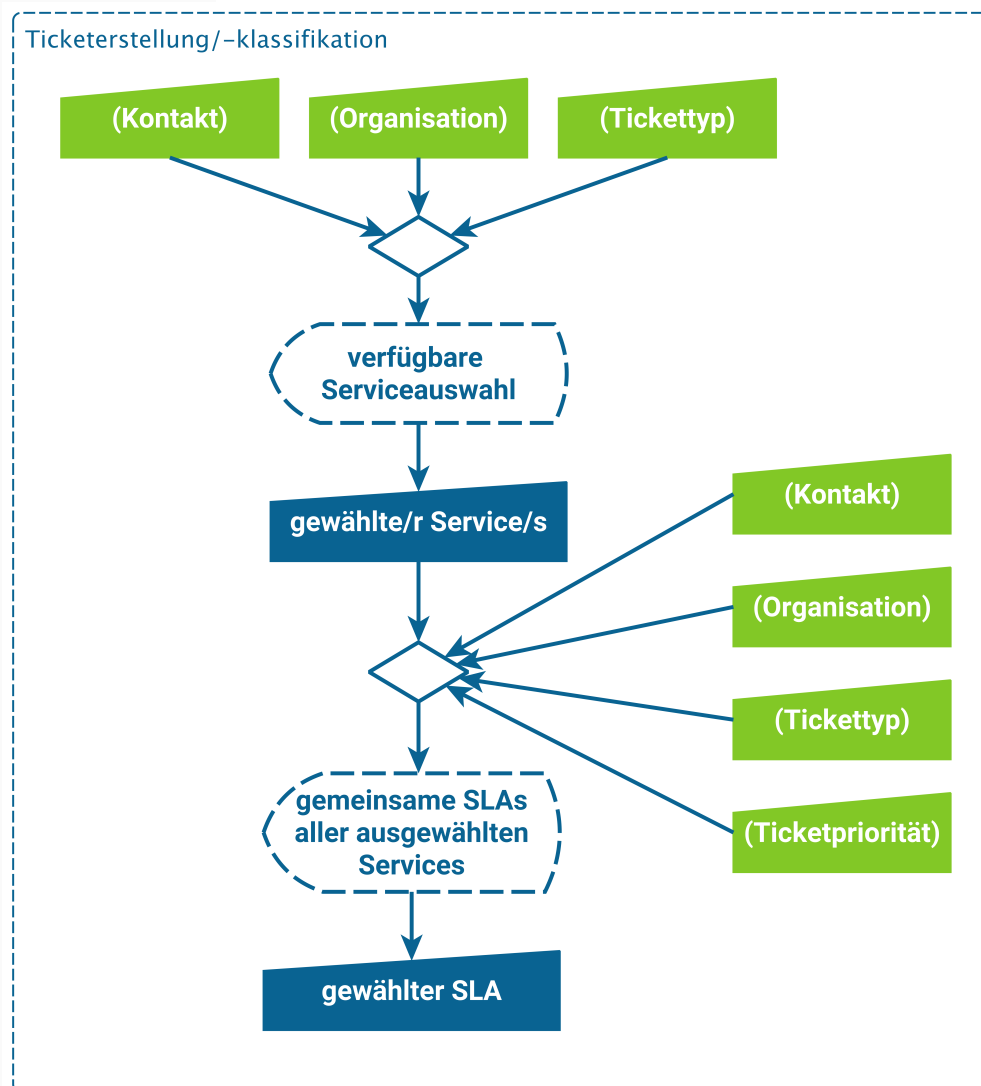 Ticketerstellung/-klassifikation
(Kontakt)
(Organisation)
(Tickettyp)
verfügbare
Serviceauswahl
gewählte/r Service/s
(Kontakt)
(Organisation)
(Tickettyp)
(Ticketpriorität)
gemeinsame SLAs
aller ausgewählten
Services
gewählter SLA